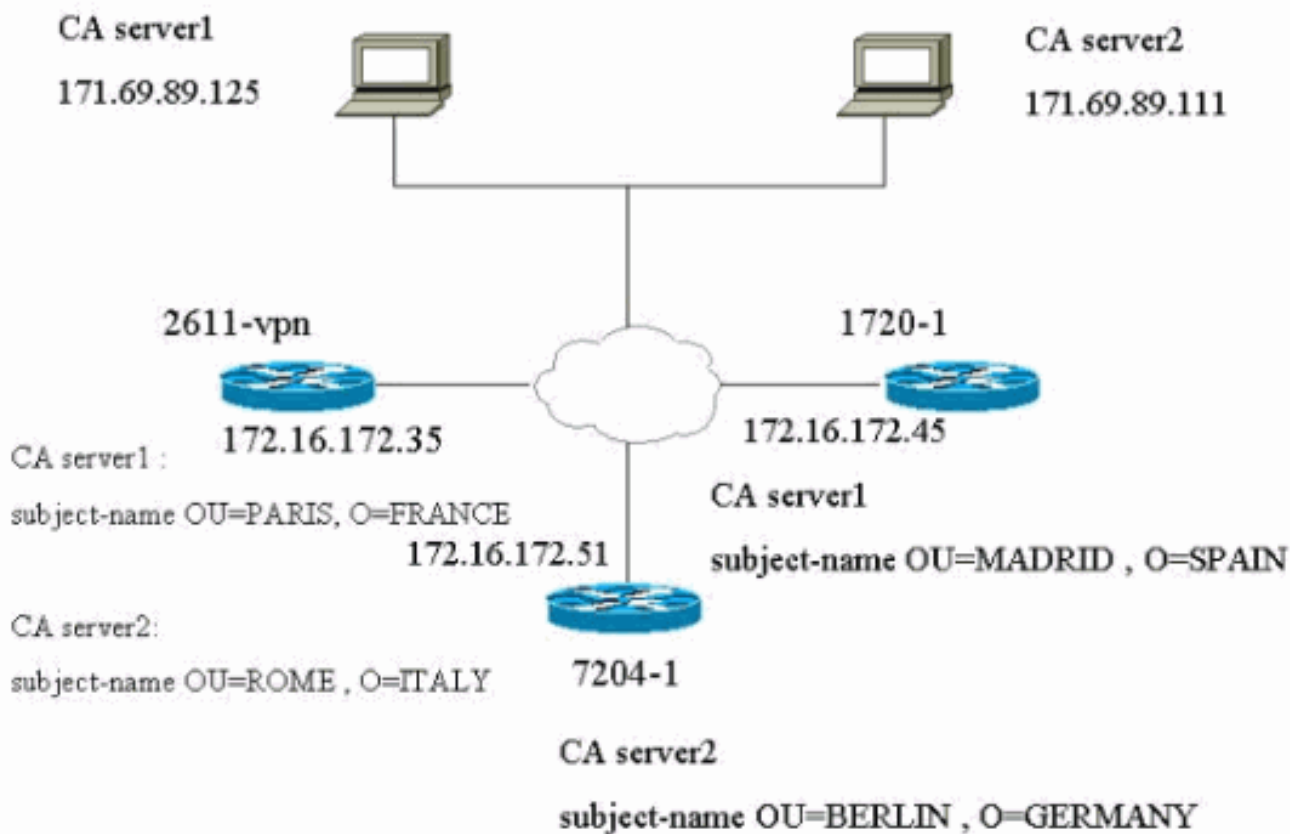 CA server1
171.69.89.125
CA server2
171.69.89.111
2611-vpn
1720-1
172.16.172.35
172.16.172.45
CA server1 :
subject-name OU=PARIS, O=FRANCE
CA server1
subject-name OU=MADRID , O=SPAIN
172.16.172.51
CA server2:
subject-name OU=ROME , O=ITALY
7204-1
CA server2
subject-name OU=BERLIN , O=GERMANY